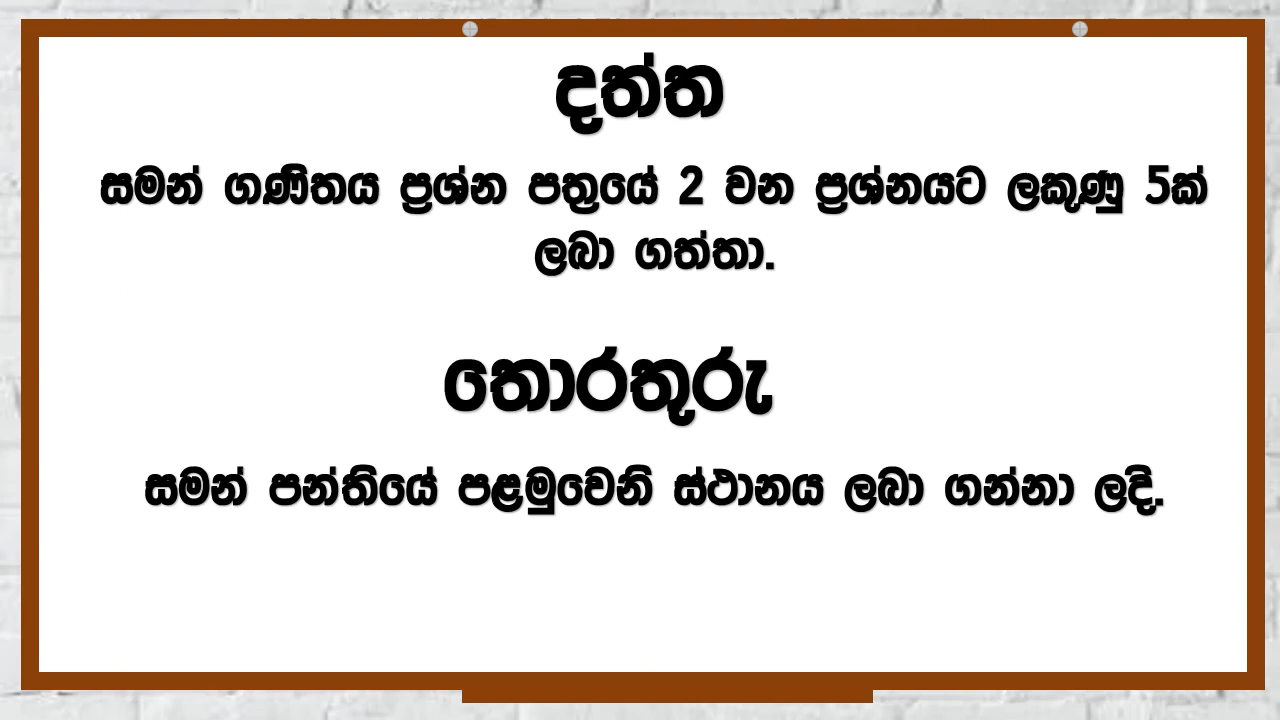 දත්ත
සමන් ගණිතය ප්‍රශ්න පත්‍රයේ 2 වන ප්‍රශ්නයට ලකුණු 5ක්
ලබා ගත්තා.
තොරතුරු
සමන් පන්තියේ පළමුවෙනි ස්ථානය ලබා ගන්නා ලදි.